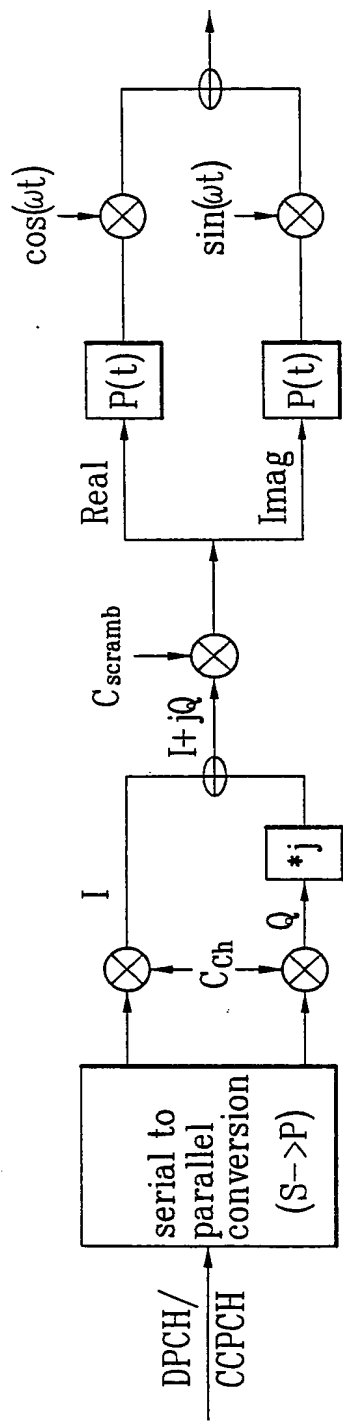 DPCH/
CCPCH
serial to
parallel
conversion
(S->P)
I
C_Ch
Q
*j
I+jQ
C_scramb
Real
Imag
P(t)
P(t)
cos(ωt)
sin(ωt)